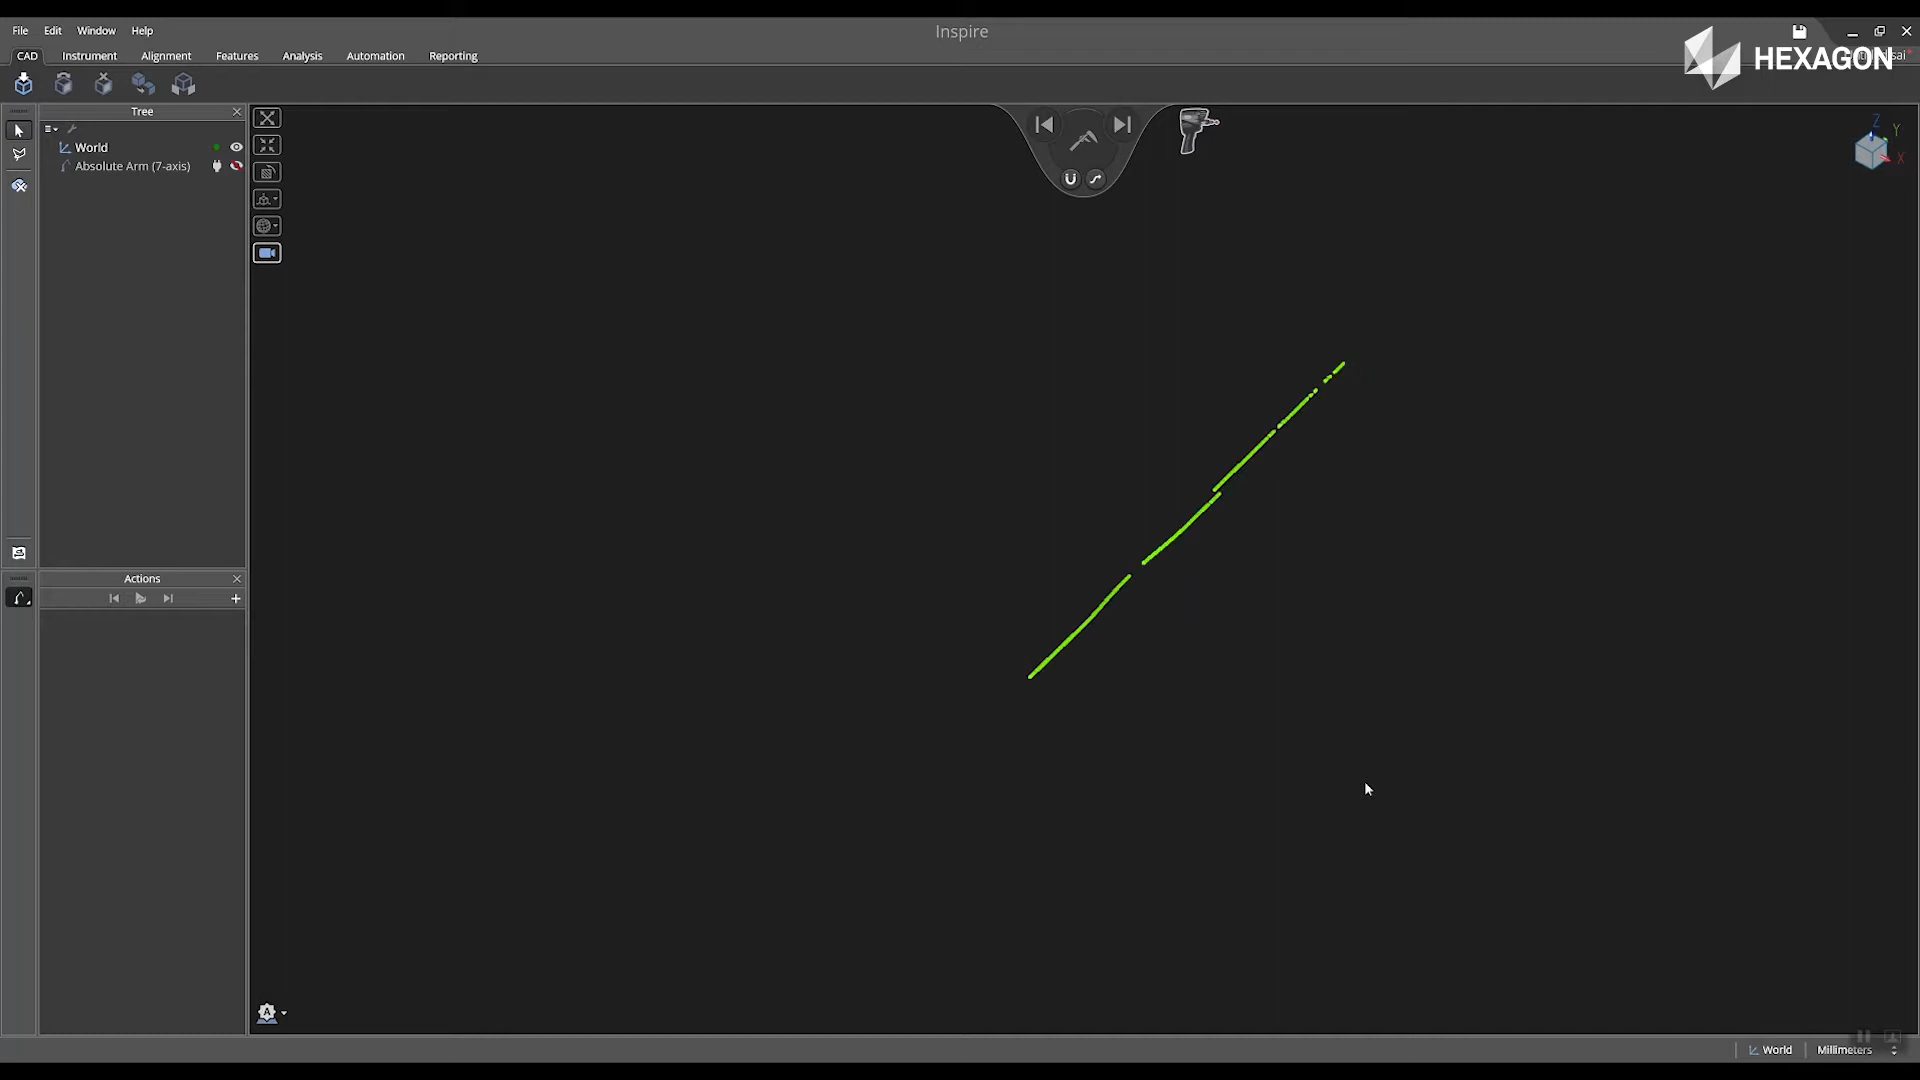 File Edit Window Help
Inspire
HEXAGON
CAD Instrument Alignment Features Analysis Automation Reporting
Tree
World
Absolute Arm (7-axis)
Z
Y
X
Actions
World Millimeters